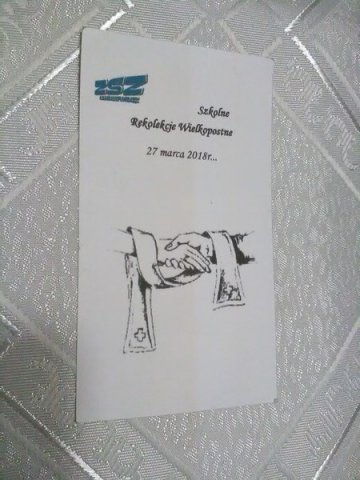 ZSZ
Szkolne
Rekolekcje Wielkopostne
27 marca 2018r...